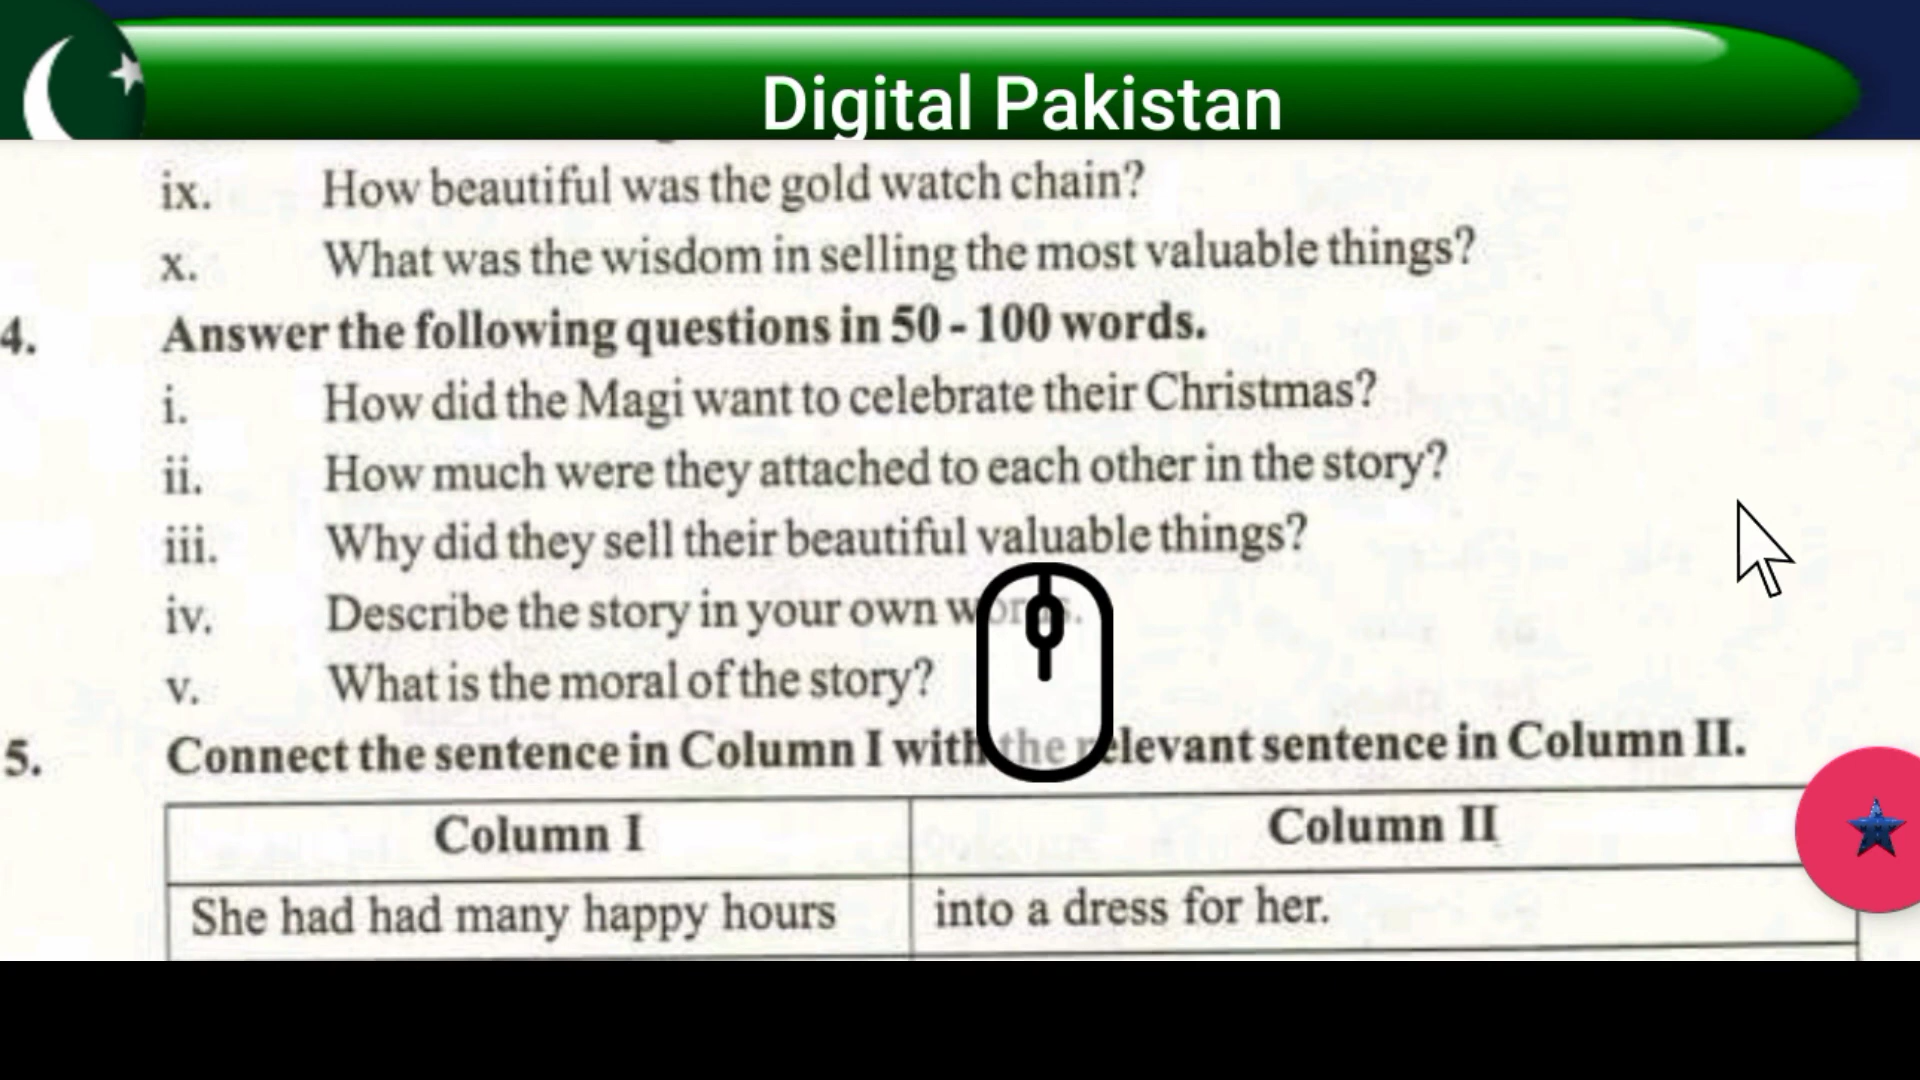 Digital Pakistan
ix. How beautiful was the gold watch chain?
x. What was the wisdom in selling the most valuable things?
4. Answer the following questions in 50 - 100 words.
i. How did the Magi want to celebrate their Christmas?
ii. How much were they attached to each other in the story?
iii. Why did they sell their beautiful valuable things?
iv. Describe the story in your own words.
v. What is the moral of the story?
5. Connect the sentence in Column I with the relevant sentence in Column II.
Column I Column II
She had had many happy hours into a dress for her.